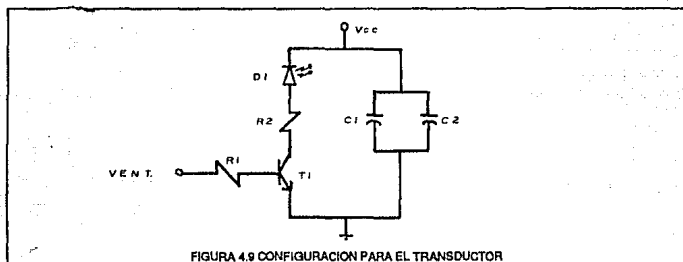 Vcc
D1
R2
C1
C2
R1
VENT.
T1
FIGURA 4.9 CONFIGURACION PARA EL TRANSDUCTOR